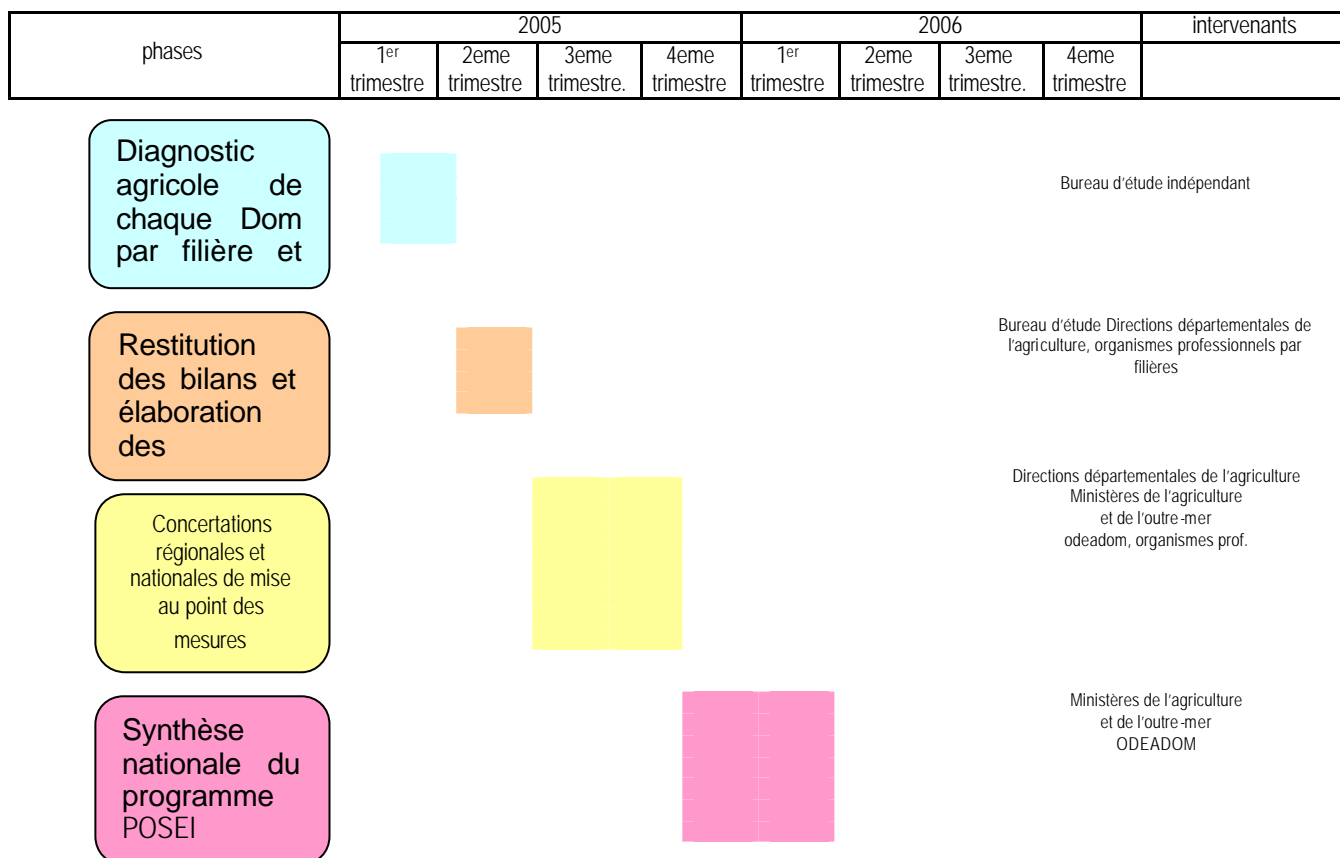 phases
2005
2006
intervenants
1er trimestre
2eme trimestre
3eme trimestre.
4eme trimestre
1er trimestre
2eme trimestre
3eme trimestre.
4eme trimestre
Diagnostic
agricole de
chaque Dom
par filière et
Bureau d'étude indépendant
Restitution
des bilans et
élaboration
des
Bureau d'étude Directions départementales de
l'agriculture, organismes professionnels par
filières
Concertations
régionales et
nationales de mise
au point des
mesures
Directions départementales de l'agriculture
Ministères de l'agriculture
et de l'outre-mer
odeadom, organismes prof.
Synthèse
nationale du
programme
POSEI
Ministères de l'agriculture
et de l'outre-mer
ODEADOM